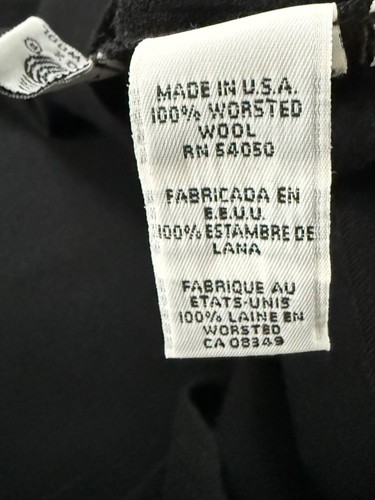 MADE IN U.S.A.
100% WORSTED
WOOL
RN 54050
FABRICADA EN
E.E.U.U.
100% ESTAMBRE DE
LANA
FABRIQUE AU
ETATS-UNIS
100% LAINE EN
WORSTED
CA 08349